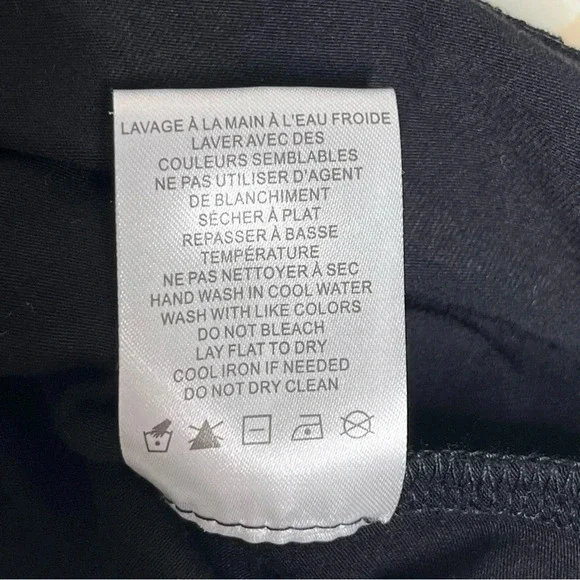 LAVAGE À LA MAIN À L'EAU FROIDE
LAVER AVEC DES
COULEURS SEMBLABLES
NE PAS UTILISER D'AGENT
DE BLANCHIMENT
SÉCHER À PLAT
REPASSER À BASSE
TEMPÉRATURE
NE PAS NETTOYER À SEC
HAND WASH IN COOL WATER
WASH WITH LIKE COLORS
DO NOT BLEACH
LAY FLAT TO DRY
COOL IRON IF NEEDED
DO NOT DRY CLEAN